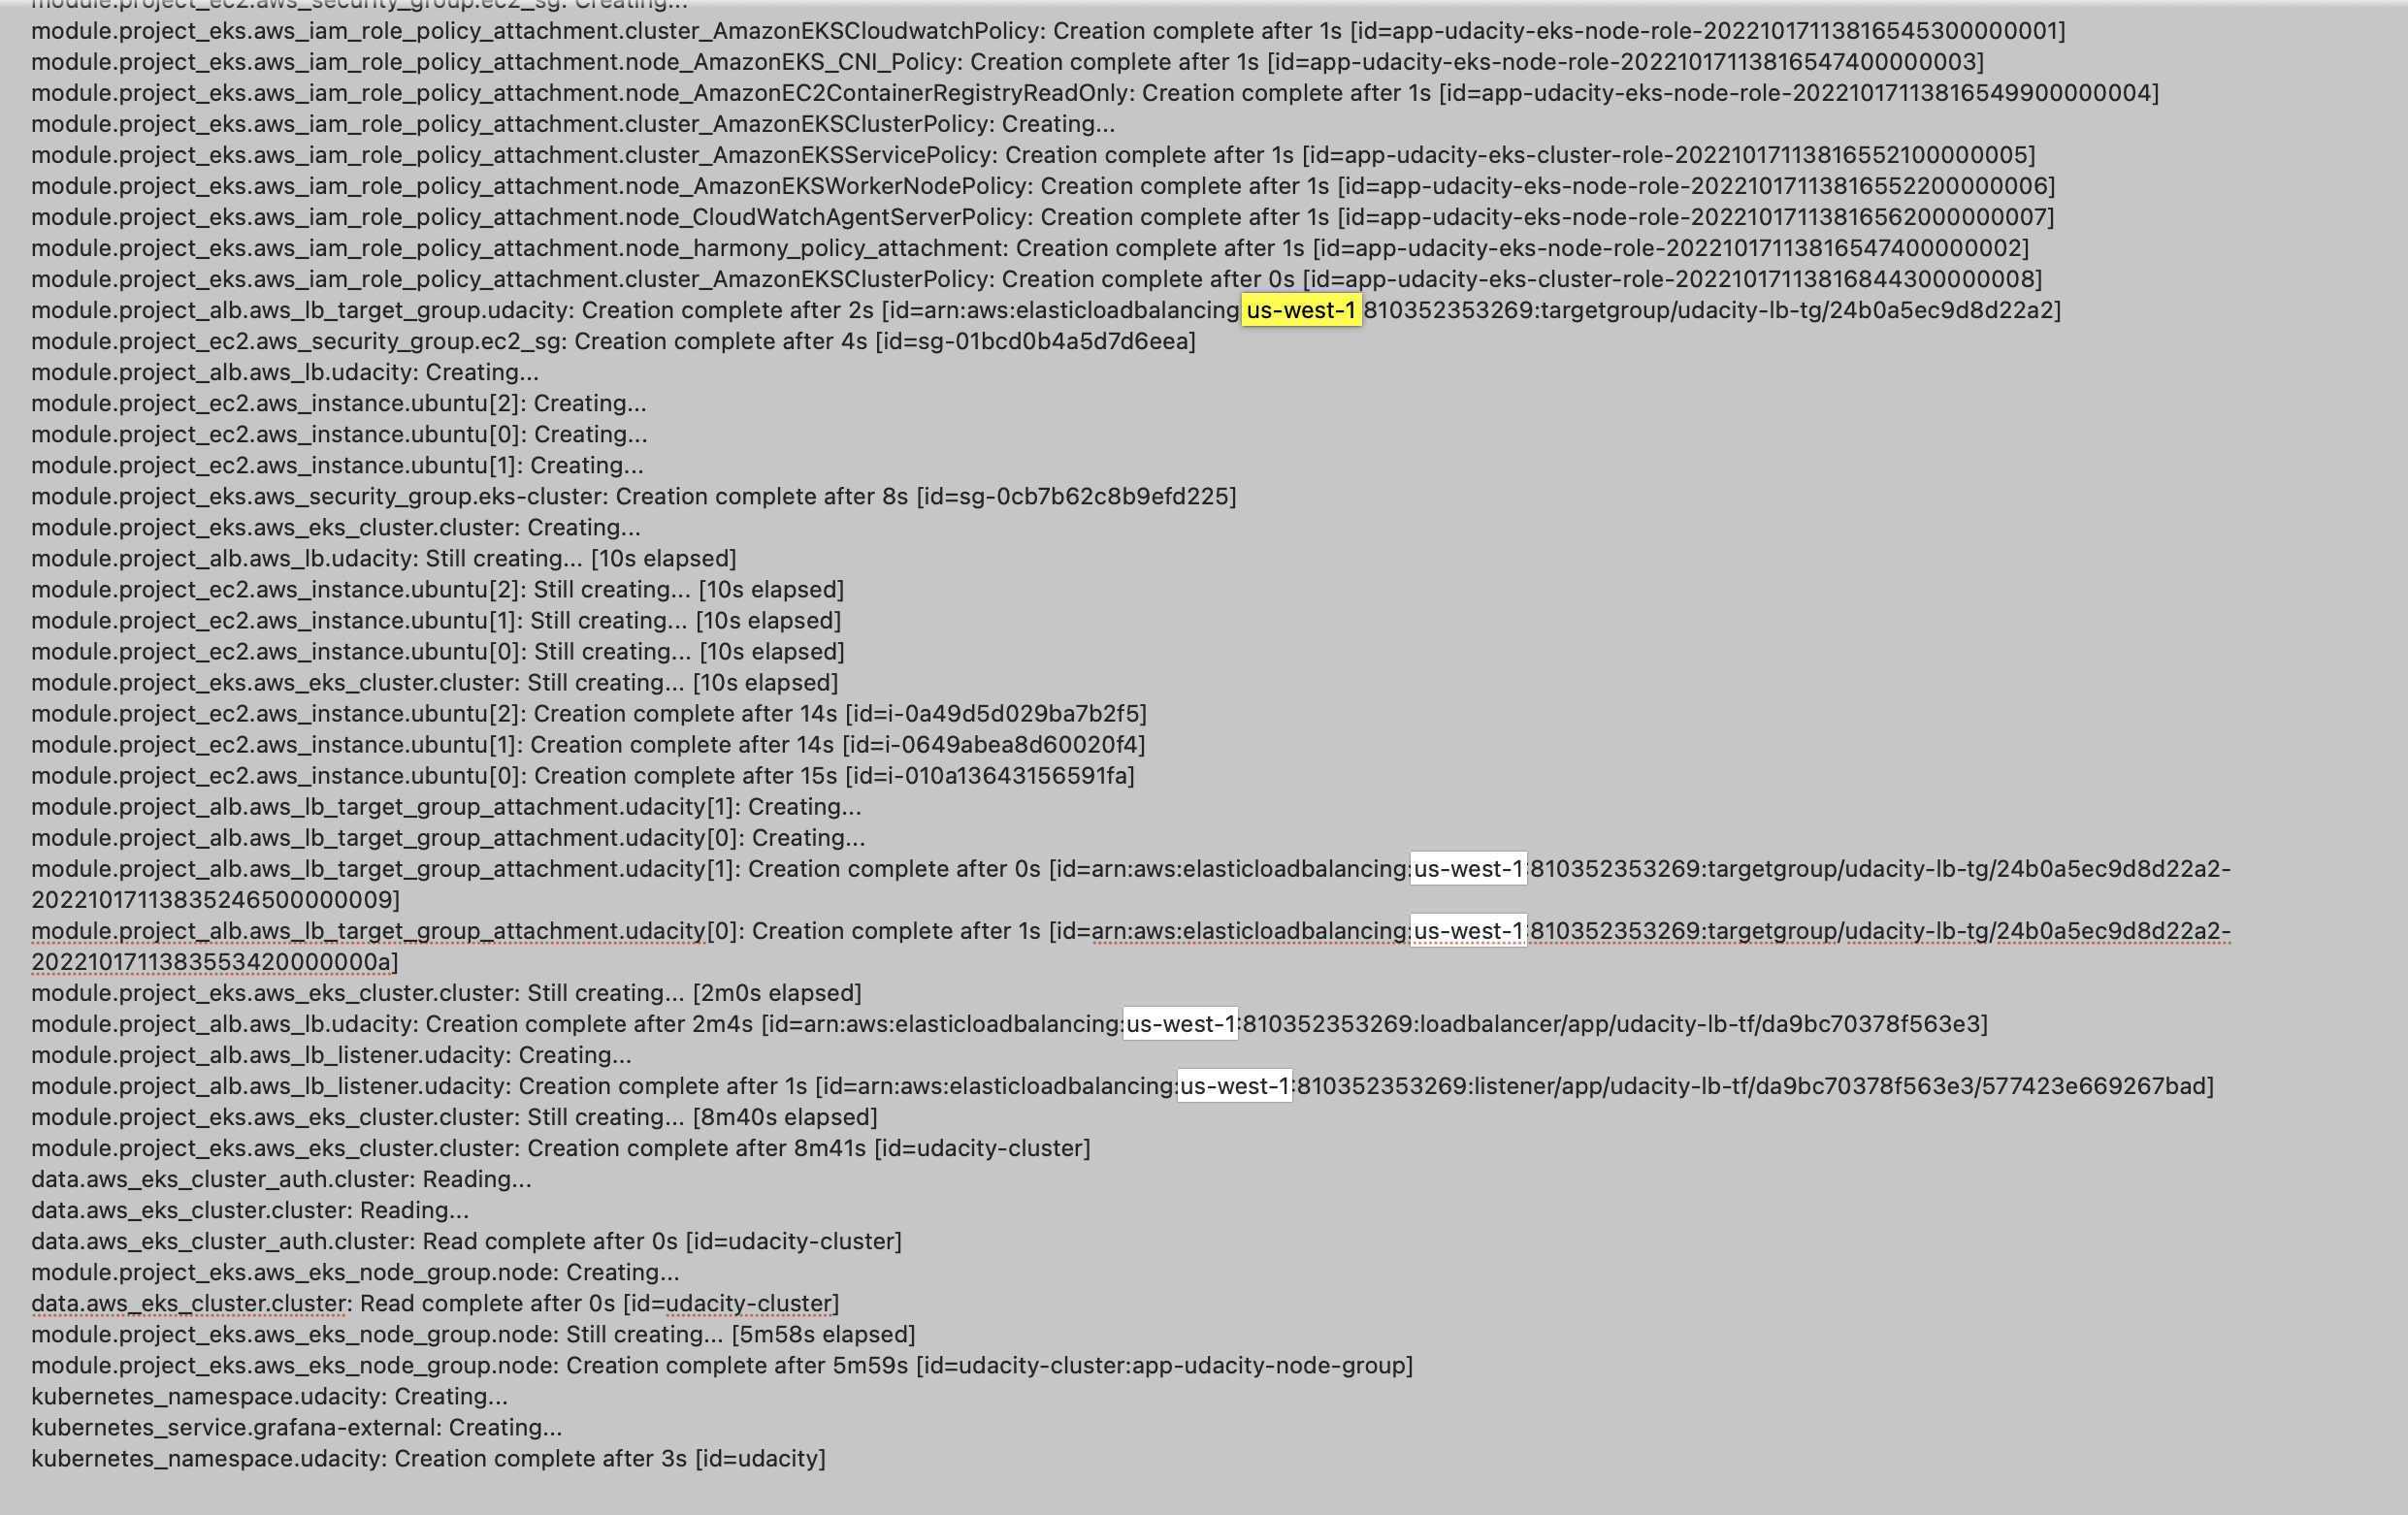 module.project_ec2.aws_security_group.ec2_sg: Creating...
module.project_eks.aws_iam_role_policy_attachment.cluster_AmazonEKSCloudwatchPolicy: Creation complete after 1s [id=app-udacity-eks-node-role-20221017113816545300000001]
module.project_eks.aws_iam_role_policy_attachment.node_AmazonEKS_CNI_Policy: Creation complete after 1s [id=app-udacity-eks-node-role-20221017113816547400000003]
module.project_eks.aws_iam_role_policy_attachment.node_AmazonEC2ContainerRegistryReadOnly: Creation complete after 1s [id=app-udacity-eks-node-role-20221017113816549900000004]
module.project_eks.aws_iam_role_policy_attachment.cluster_AmazonEKSClusterPolicy: Creating...
module.project_eks.aws_iam_role_policy_attachment.cluster_AmazonEKSServicePolicy: Creation complete after 1s [id=app-udacity-eks-cluster-role-20221017113816552100000005]
module.project_eks.aws_iam_role_policy_attachment.node_AmazonEKSWorkerNodePolicy: Creation complete after 1s [id=app-udacity-eks-node-role-20221017113816552200000006]
module.project_eks.aws_iam_role_policy_attachment.node_CloudWatchAgentServerPolicy: Creation complete after 1s [id=app-udacity-eks-node-role-20221017113816562000000007]
module.project_eks.aws_iam_role_policy_attachment.node_harmony_policy_attachment: Creation complete after 1s [id=app-udacity-eks-node-role-20221017113816547400000002]
module.project_eks.aws_iam_role_policy_attachment.cluster_AmazonEKSClusterPolicy: Creation complete after 0s [id=app-udacity-eks-cluster-role-20221017113816844300000008]
module.project_alb.aws_lb_target_group.udacity: Creation complete after 2s [id=arn:aws:elasticloadbalancing:us-west-1:810352353269:targetgroup/udacity-lb-tg/24b0a5ec9d8d22a2]
module.project_ec2.aws_security_group.ec2_sg: Creation complete after 4s [id=sg-01bcd0b4a5d7d6eea]
module.project_alb.aws_lb.udacity: Creating...
module.project_ec2.aws_instance.ubuntu[2]: Creating...
module.project_ec2.aws_instance.ubuntu[0]: Creating...
module.project_ec2.aws_instance.ubuntu[1]: Creating...
module.project_eks.aws_security_group.eks-cluster: Creation complete after 8s [id=sg-0cb7b62c8b9efd225]
module.project_eks.aws_eks_cluster.cluster: Creating...
module.project_alb.aws_lb.udacity: Still creating... [10s elapsed]
module.project_ec2.aws_instance.ubuntu[2]: Still creating... [10s elapsed]
module.project_ec2.aws_instance.ubuntu[1]: Still creating... [10s elapsed]
module.project_ec2.aws_instance.ubuntu[0]: Still creating... [10s elapsed]
module.project_eks.aws_eks_cluster.cluster: Still creating... [10s elapsed]
module.project_ec2.aws_instance.ubuntu[2]: Creation complete after 14s [id=i-0a49d5d029ba7b2f5]
module.project_ec2.aws_instance.ubuntu[1]: Creation complete after 14s [id=i-0649abea8d60020f4]
module.project_ec2.aws_instance.ubuntu[0]: Creation complete after 15s [id=i-010a13643156591fa]
module.project_alb.aws_lb_target_group_attachment.udacity[1]: Creating...
module.project_alb.aws_lb_target_group_attachment.udacity[0]: Creating...
module.project_alb.aws_lb_target_group_attachment.udacity[1]: Creation complete after 0s [id=arn:aws:elasticloadbalancing:us-west-1:810352353269:targetgroup/udacity-lb-tg/24b0a5ec9d8d22a2-
20221017113835246500000009]
module.project_alb.aws_lb_target_group_attachment.udacity[0]: Creation complete after 1s [id=arn:aws:elasticloadbalancing:us-west-1:810352353269:targetgroup/udacity-lb-tg/24b0a5ec9d8d22a2-
2022101711383553420000000a]
module.project_eks.aws_eks_cluster.cluster: Still creating... [2m0s elapsed]
module.project_alb.aws_lb.udacity: Creation complete after 2m4s [id=arn:aws:elasticloadbalancing:us-west-1:810352353269:loadbalancer/app/udacity-lb-tf/da9bc70378f563e3]
module.project_alb.aws_lb_listener.udacity: Creating...
module.project_alb.aws_lb_listener.udacity: Creation complete after 1s [id=arn:aws:elasticloadbalancing:us-west-1:810352353269:listener/app/udacity-lb-tf/da9bc70378f563e3/577423e669267bad]
module.project_eks.aws_eks_cluster.cluster: Still creating... [8m40s elapsed]
module.project_eks.aws_eks_cluster.cluster: Creation complete after 8m41s [id=udacity-cluster]
data.aws_eks_cluster_auth.cluster: Reading...
data.aws_eks_cluster.cluster: Reading...
data.aws_eks_cluster_auth.cluster: Read complete after 0s [id=udacity-cluster]
module.project_eks.aws_eks_node_group.node: Creating...
data.aws_eks_cluster.cluster: Read complete after 0s [id=udacity-cluster]
module.project_eks.aws_eks_node_group.node: Still creating... [5m58s elapsed]
module.project_eks.aws_eks_node_group.node: Creation complete after 5m59s [id=udacity-cluster:app-udacity-node-group]
kubernetes_namespace.udacity: Creating...
kubernetes_service.grafana-external: Creating...
kubernetes_namespace.udacity: Creation complete after 3s [id=udacity]